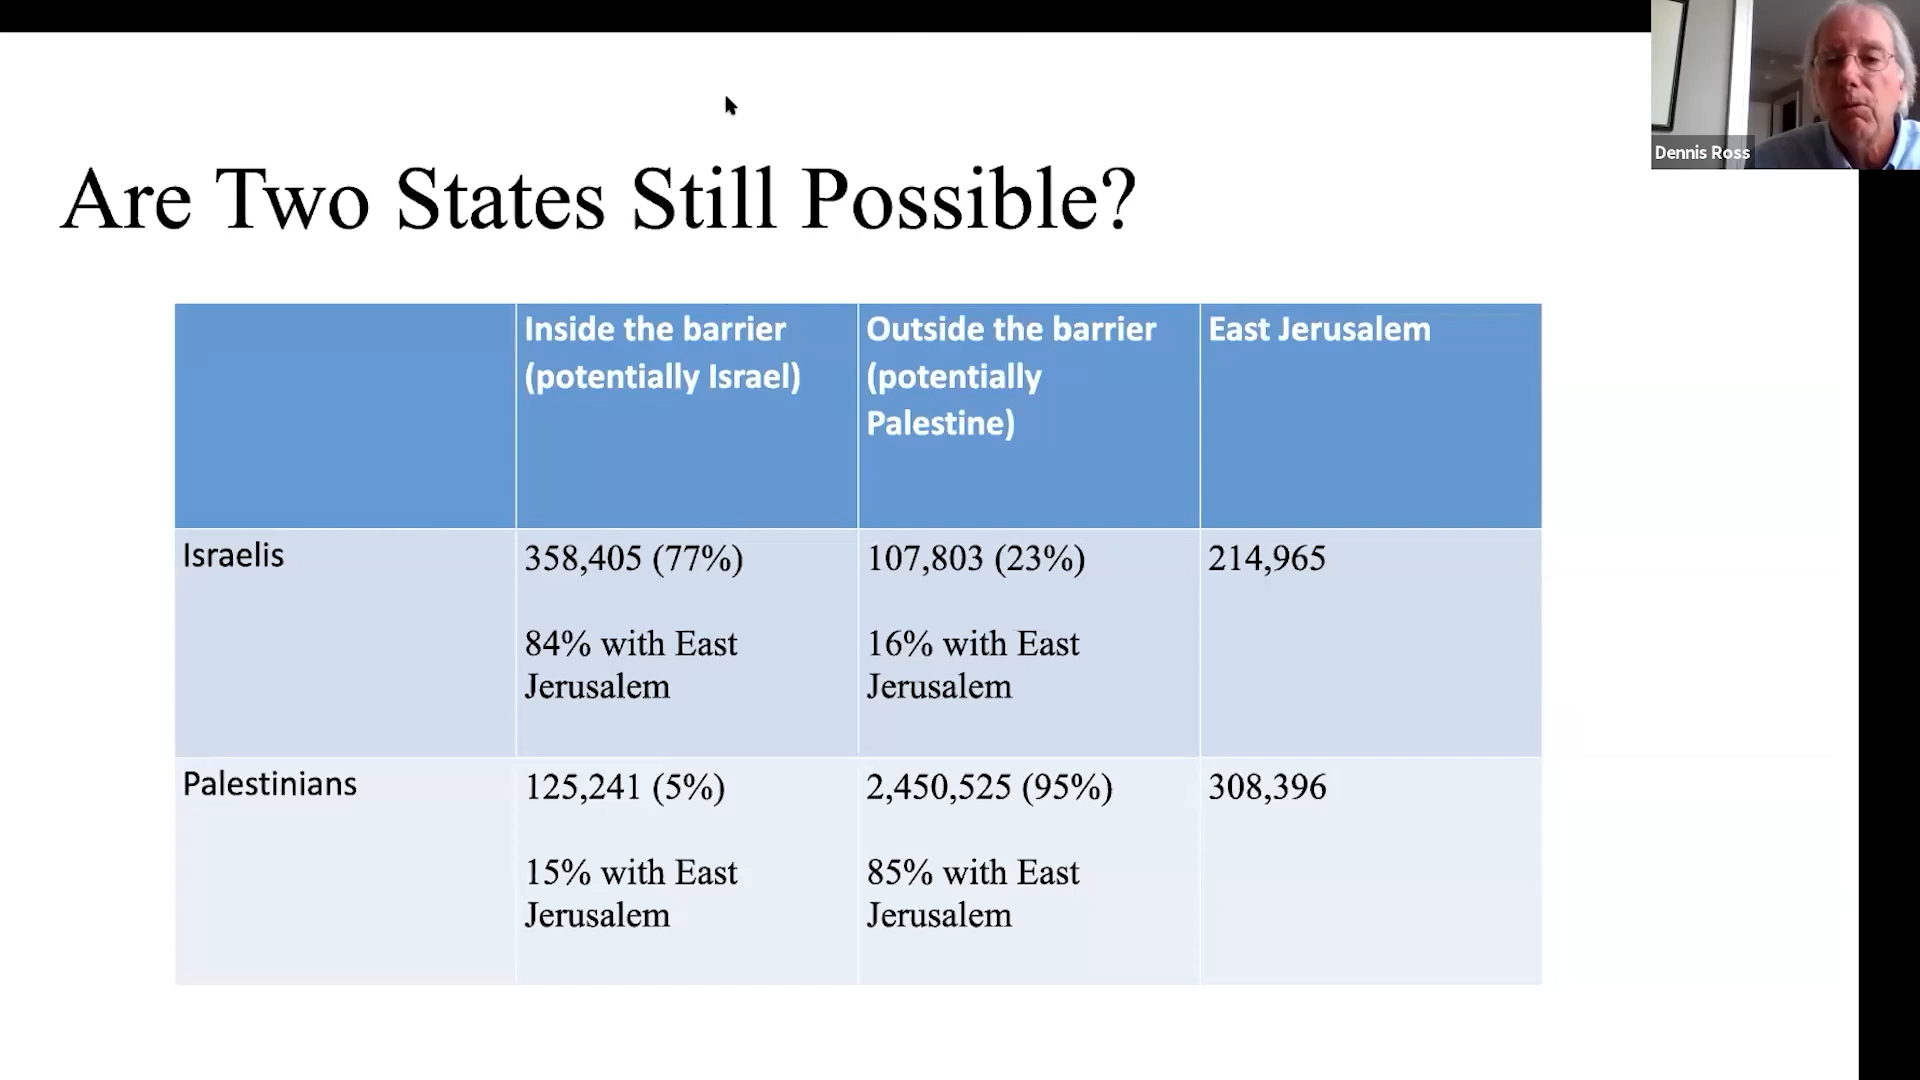 Dennis Ross
Are Two States Still Possible?
Inside the barrier
(potentially Israel)
Outside the barrier
(potentially
Palestine)
East Jerusalem
Israelis
358,405 (77%)
84% with East
Jerusalem
107,803 (23%)
16% with East
Jerusalem
214,965
Palestinians
125,241 (5%)
15% with East
Jerusalem
2,450,525 (95%)
85% with East
Jerusalem
308,396